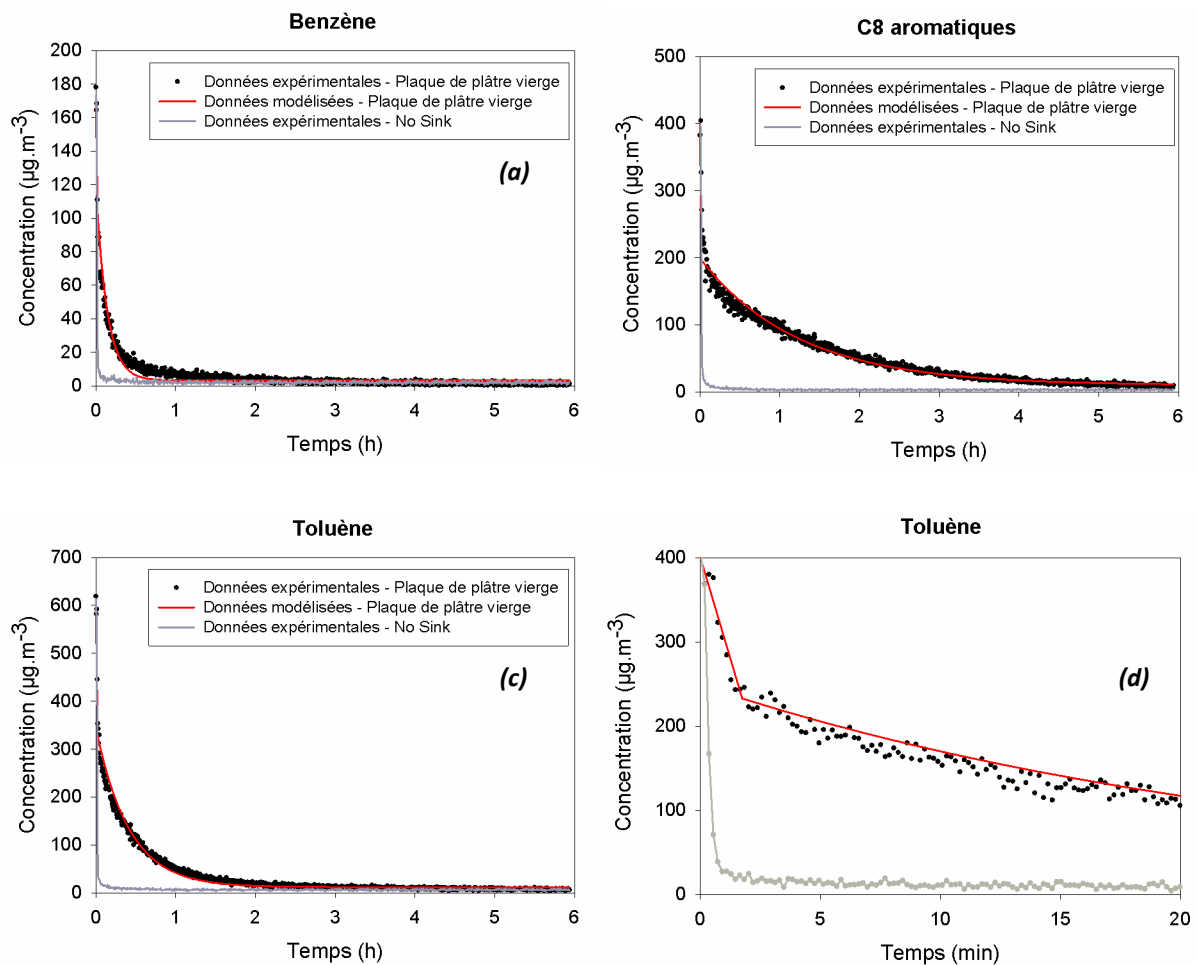 Benzène
200
180
160
140
120
100
80
60
40
20
0
Concentration (µg.m-3)
Données expérimentales - Plaque de plâtre vierge
Données modélisées - Plaque de plâtre vierge
Données expérimentales - No Sink
(a)
0 1 2 3 4 5 6
Temps (h)
C8 aromatiques
500
400
300
200
100
0
Concentration (µg.m-3)
Données expérimentales - Plaque de plâtre vierge
Données modélisées - Plaque de plâtre vierge
Données expérimentales - No Sink
0 1 2 3 4 5 6
Temps (h)
Toluène
700
600
500
400
300
200
100
0
Concentration (µg.m-3)
Données expérimentales - Plaque de plâtre vierge
Données modélisées - Plaque de plâtre vierge
Données expérimentales - No Sink
(c)
0 1 2 3 4 5 6
Temps (h)
Toluène
400
300
200
100
0
Concentration (µg.m-3)
(d)
0 5 10 15 20
Temps (min)